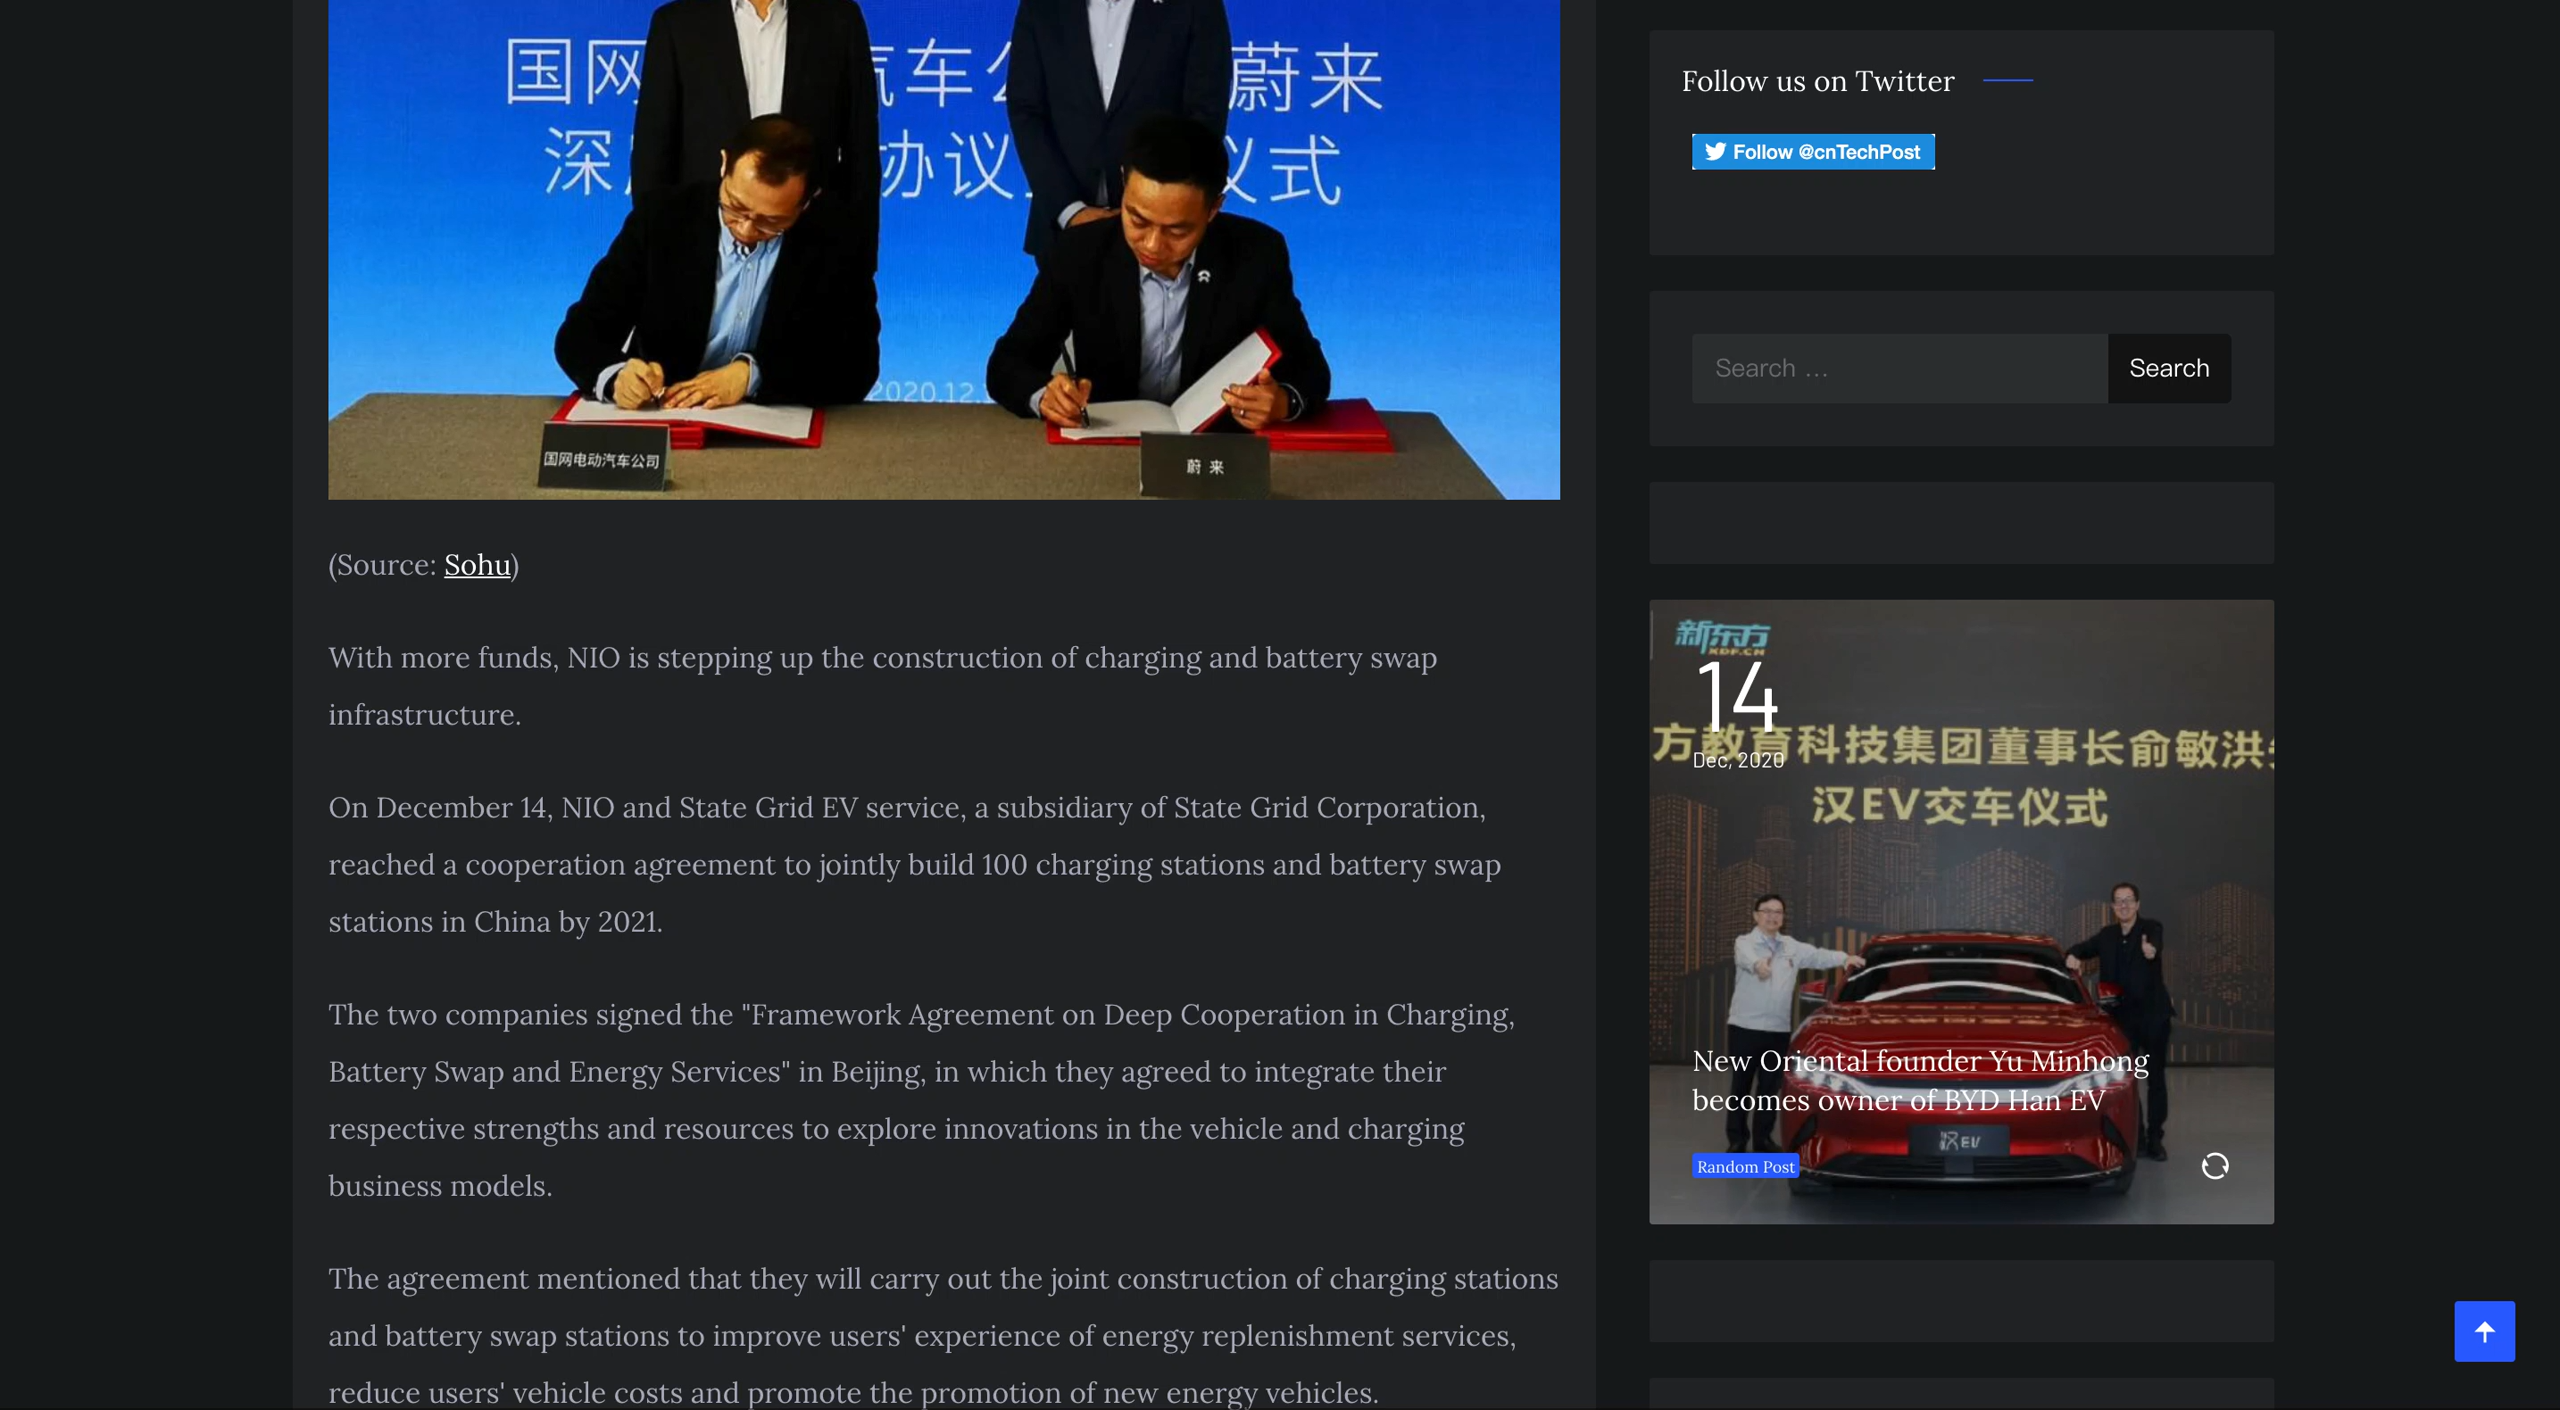 国网 汽车公 蔚来
深 协议 仪式
2020.12.
国网电动汽车公司
蔚 来
(Source: Sohu)
With more funds, NIO is stepping up the construction of charging and battery swap
infrastructure.
On December 14, NIO and State Grid EV service, a subsidiary of State Grid Corporation,
reached a cooperation agreement to jointly build 100 charging stations and battery swap
stations in China by 2021.
The two companies signed the "Framework Agreement on Deep Cooperation in Charging,
Battery Swap and Energy Services" in Beijing, in which they agreed to integrate their
respective strengths and resources to explore innovations in the vehicle and charging
business models.
The agreement mentioned that they will carry out the joint construction of charging stations
and battery swap stations to improve users' experience of energy replenishment services,
reduce users' vehicle costs and promote the promotion of new energy vehicles.
Follow us on Twitter
Follow @cnTechPost
Search …
Search
新东方
XDF.CN
14
方教育科技集团董事长俞敏洪
Dec, 2020
汉EV交车仪式
New Oriental founder Yu Minhong
becomes owner of BYD Han EV
汉EV
Random Post